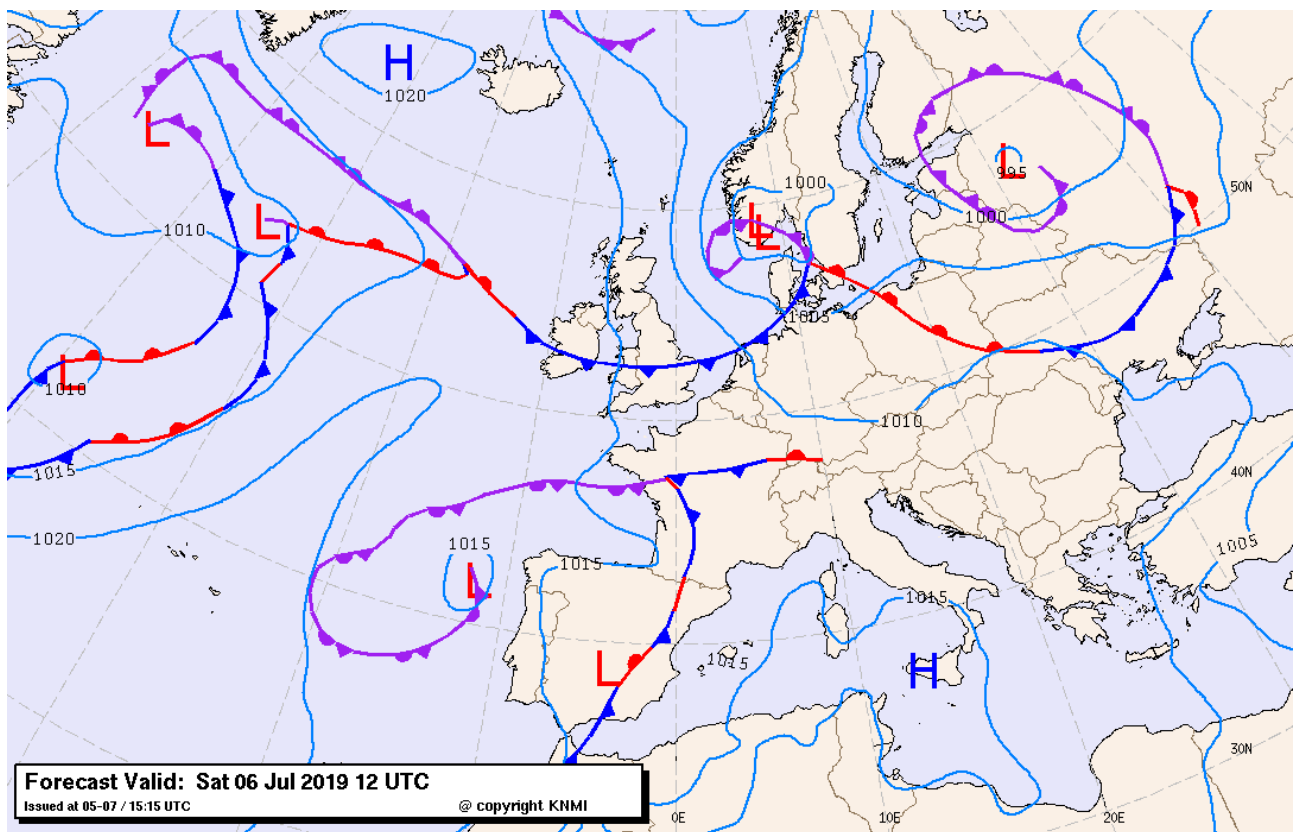 H
1020
L
L
995
50N
1000
L
1000
L
1010
L
L
1005
L
1010
1010
1015
40N
1020
1015
1005
1015
1015
L
L
1015
H
30N
Forecast Valid: Sat 06 Jul 2019 12 UTC
Issued at 05-07 / 15:15 UTC @ copyright KNMI
0E
10E
20E